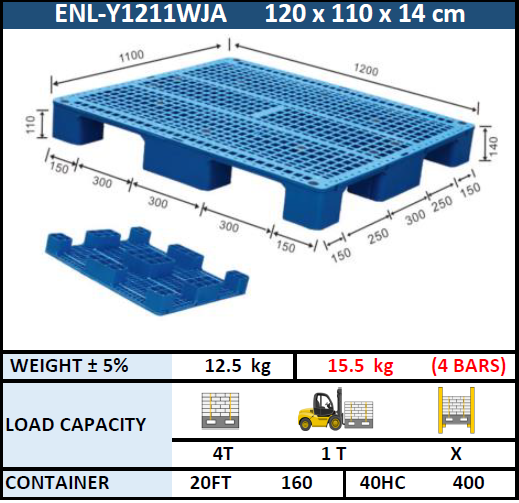 ENL-Y1211WJA 120 x 110 x 14 cm
1100
1200
110
140
150
300
300
300
150
150
250
300
250
150
WEIGHT ± 5% 12.5 kg 15.5 kg (4 BARS)
LOAD CAPACITY
4T 1 T X
CONTAINER 20FT 160 40HC 400